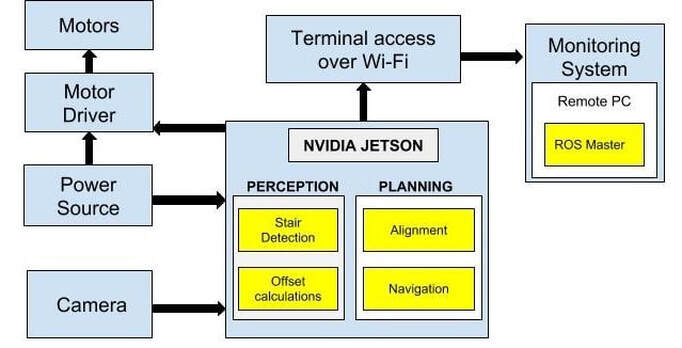 Motors
Motor
Driver
Power
Source
Camera
Terminal access
over Wi-Fi
NVIDIA JETSON
PERCEPTION
Stair
Detection
Offset
calculations
PLANNING
Alignment
Navigation
Monitoring
System
Remote PC
ROS Master